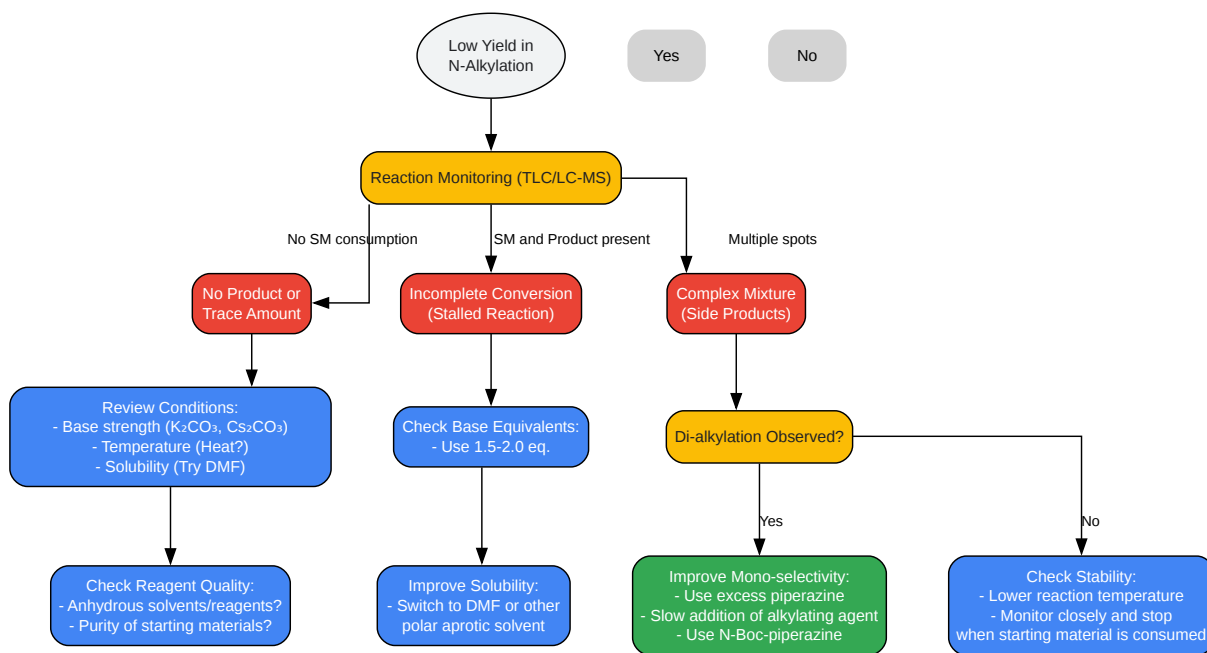 Low Yield in
N-Alkylation
Yes
No
Reaction Monitoring (TLC/LC-MS)
No SM consumption
SM and Product present
Multiple spots
No Product or
Trace Amount
Incomplete Conversion
(Stalled Reaction)
Complex Mixture
(Side Products)
Review Conditions:
- Base strength (K₂CO₃, Cs₂CO₃)
- Temperature (Heat?)
- Solubility (Try DMF)
Check Base Equivalents:
- Use 1.5-2.0 eq.
Di-alkylation Observed?
Yes
No
Check Reagent Quality:
- Anhydrous solvents/reagents?
- Purity of starting materials?
Improve Solubility:
- Switch to DMF or other
polar aprotic solvent
Improve Mono-selectivity:
- Use excess piperazine
- Slow addition of alkylating agent
- Use N-Boc-piperazine
Check Stability:
- Lower reaction temperature
- Monitor closely and stop
when starting material is consumed